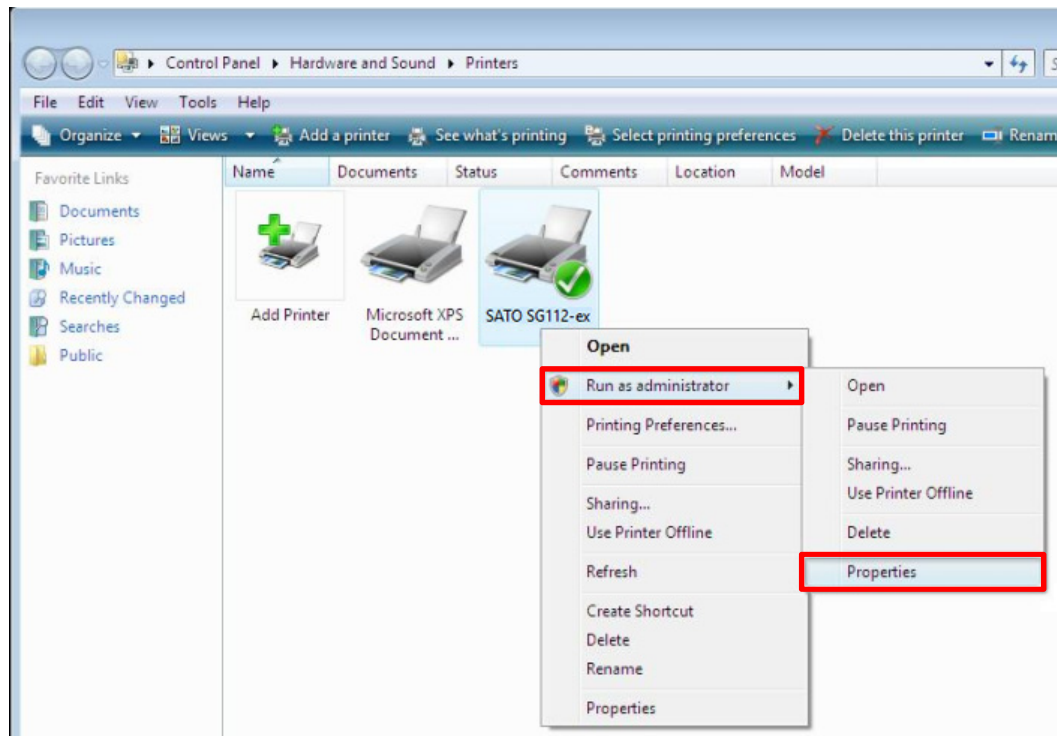 Control Panel ▸ Hardware and Sound ▸ Printers
File Edit View Tools Help
Organize Views Add a printer See what's printing Select printing preferences Delete this printer Renam
Favorite Links
Documents
Pictures
Music
Recently Changed
Searches
Public
Name Documents Status Comments Location Model
Add Printer
Microsoft XPS
Document ...
SATO SG112-ex
Open
Run as administrator
Printing Preferences...
Pause Printing
Sharing...
Use Printer Offline
Refresh
Create Shortcut
Delete
Rename
Properties
Open
Pause Printing
Sharing...
Use Printer Offline
Delete
Properties